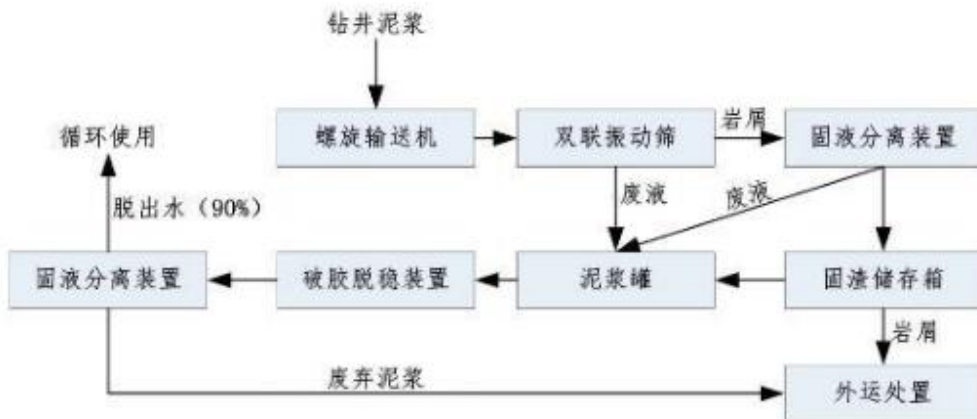 钻井泥浆
循环使用
螺旋输送机
双联振动筛
岩屑
固液分离装置
脱出水（90%）
废液
废液
固液分离装置
破胶脱稳装置
泥浆罐
固渣储存箱
岩屑
废弃泥浆
外运处置